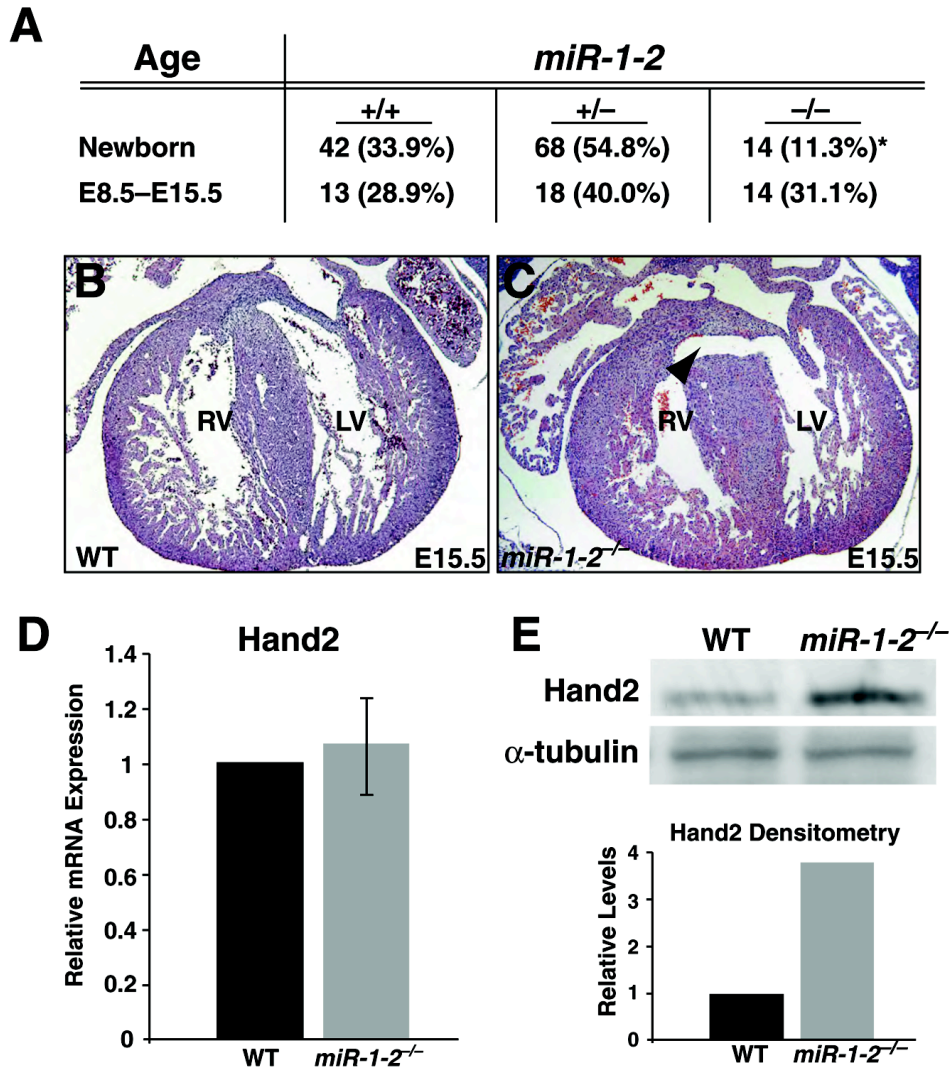 A
Age miR-1-2
+/+ +/– –/–
Newborn 42 (33.9%) 68 (54.8%) 14 (11.3%)*
E8.5–E15.5 13 (28.9%) 18 (40.0%) 14 (31.1%)
B
RV LV
WT E15.5
C
RV LV
miR-1-2–/– E15.5
D
Hand2
Relative mRNA Expression
1.4
1.2
1
0.8
0.6
0.4
0.2
0
WT miR-1-2–/–
E
WT miR-1-2–/–
Hand2
α-tubulin
Hand2 Densitometry
Relative Levels
4
3
2
1
0
WT miR-1-2–/–